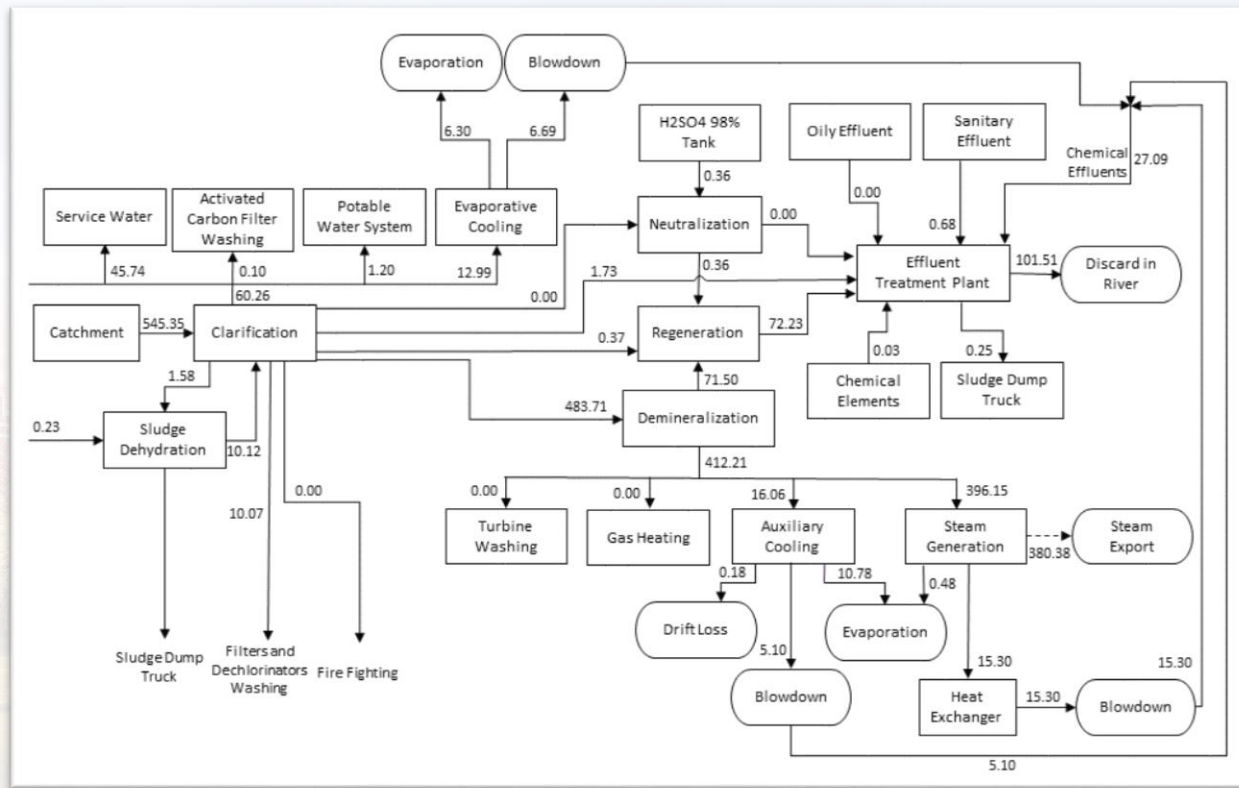 Evaporation
Blowdown
6.30
6.69
H2SO4 98%
Tank
Oily Effluent
Sanitary
Effluent
Chemical
Effluents
27.09
0.36
0.00
0.68
Service Water
Activated
Carbon Filter
Washing
Potable
Water System
Evaporative
Cooling
Neutralization
0.00
45.74
0.10
1.20
12.99
60.26
0.00
1.73
0.36
Effluent
Treatment Plant
101.51
Discard in
River
Catchment
545.35
Clarification
0.37
Regeneration
72.23
0.03
0.25
Chemical
Elements
Sludge Dump
Truck
1.58
71.50
483.71
Demineralization
0.23
Sludge
Dehydration
10.12
412.21
10.07
0.00
0.00
0.00
16.06
396.15
Turbine
Washing
Gas Heating
Auxiliary
Cooling
Steam
Generation
380.38
Steam
Export
0.18
10.78
0.48
Drift Loss
Evaporation
5.10
15.30
15.30
Sludge Dump
Truck
Filters and
Dechlorinators
Washing
Fire Fighting
Blowdown
Heat
Exchanger
15.30
Blowdown
5.10